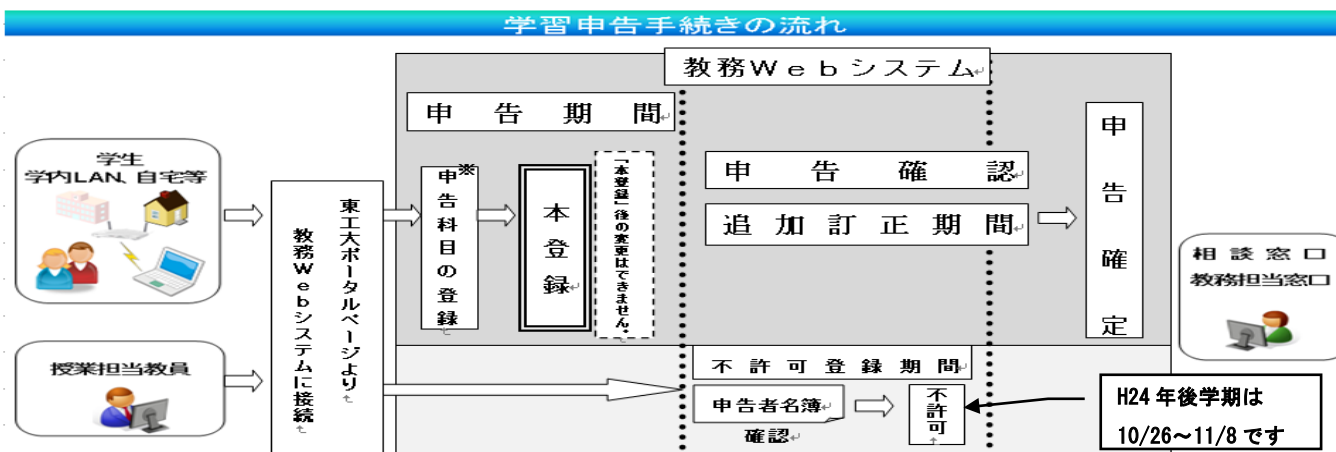 学習申告手続きの流れ
教務Ｗｅｂシステム
申告期間
学生
学内LAN、自宅等
授業担当教員
東工大ポータルページより
教務Ｗｅｂシステムに接続
※
申告科目の登録
本登録
「本登録」後の変更はできません。
申告確認
追加訂正期間
申告確定
相談窓口
教務担当窓口
不許可登録期間
申告者名簿
確認
不許可
H24年後学期は
10/26～11/8です